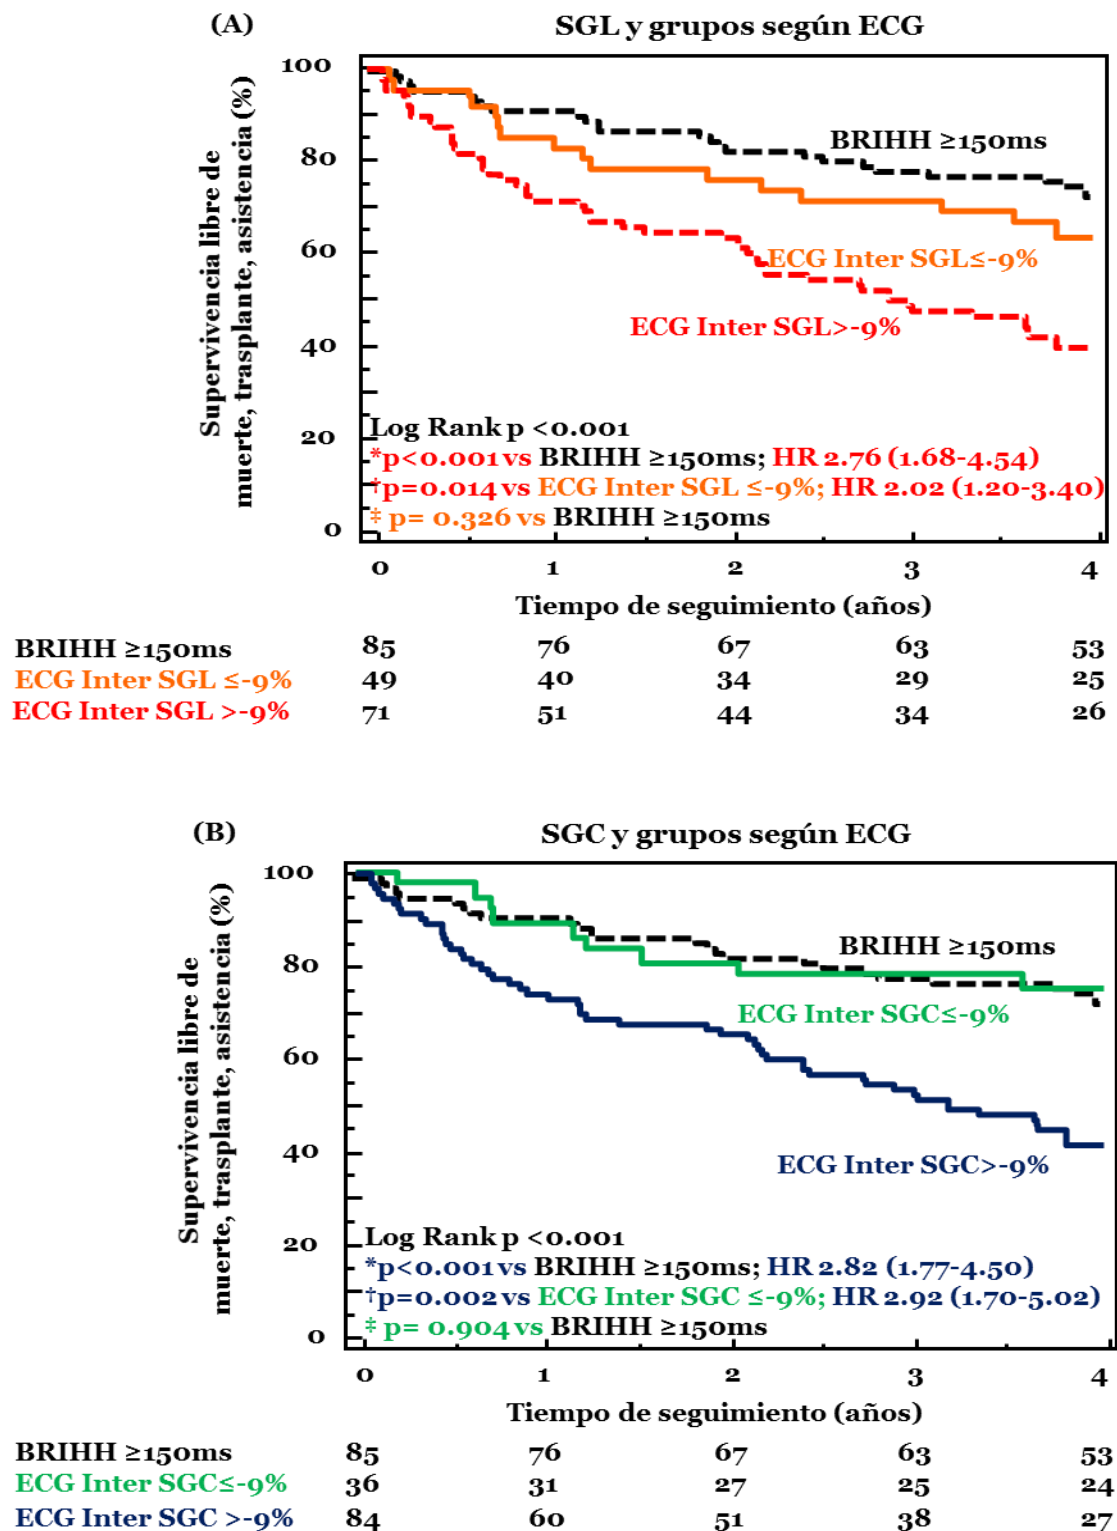 (A)
SGL y grupos según ECG
Supervivencia libre de
muerte, trasplante, asistencia (%)
100
80
60
40
20
0
BRIHH ≥150ms
ECG Inter SGL≤-9%
ECG Inter SGL>-9%
Log Rank p <0.001
*p<0.001 vs BRIHH ≥150ms; HR 2.76 (1.68-4.54)
†p=0.014 vs ECG Inter SGL ≤-9%; HR 2.02 (1.20-3.40)
‡ p= 0.326 vs BRIHH ≥150ms
0 1 2 3 4
Tiempo de seguimiento (años)
BRIHH ≥150ms 85 76 67 63 53
ECG Inter SGL ≤-9% 49 40 34 29 25
ECG Inter SGL >-9% 71 51 44 34 26
(B)
SGC y grupos según ECG
Supervivencia libre de
muerte, trasplante, asistencia (%)
100
80
60
40
20
0
BRIHH ≥150ms
ECG Inter SGC≤-9%
ECG Inter SGC>-9%
Log Rank p <0.001
*p<0.001 vs BRIHH ≥150ms; HR 2.82 (1.77-4.50)
†p=0.002 vs ECG Inter SGC ≤-9%; HR 2.92 (1.70-5.02)
‡ p= 0.904 vs BRIHH ≥150ms
0 1 2 3 4
Tiempo de seguimiento (años)
BRIHH ≥150ms 85 76 67 63 53
ECG Inter SGC≤-9% 36 31 27 25 24
ECG Inter SGC >-9% 84 60 51 38 27